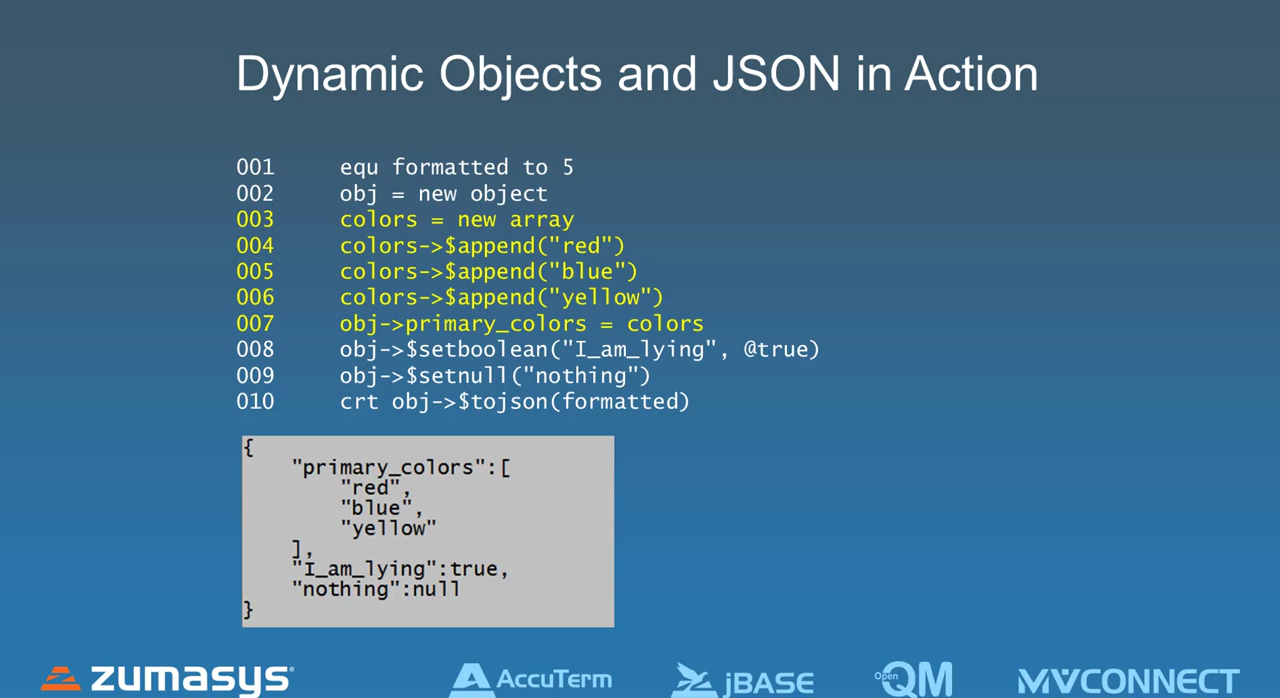 Dynamic Objects and JSON in Action
001 equ formatted to 5
002 obj = new object
003 colors = new array
004 colors->$append("red")
005 colors->$append("blue")
006 colors->$append("yellow")
007 obj->primary_colors = colors
008 obj->$setboolean("I_am_lying", @true)
009 obj->$setnull("nothing")
010 crt obj->$tojson(formatted)
{
"primary_colors":[
"red",
"blue",
"yellow"
],
"I_am_lying":true,
"nothing":null
}
zumasys AccuTerm jBASE OpenQM MVCONNECT